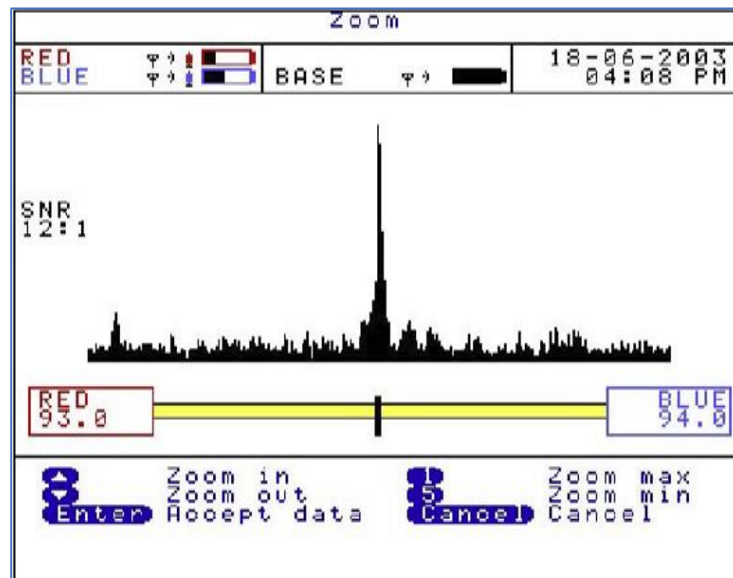 Zoom
RED
BLUE
BASE
18-06-2003
04:08 PM
SNR
12:1
RED
93.0
BLUE
94.0
Zoom in
1 Zoom max
Zoom out
5 Zoom min
Enter Accept data
Cancel Cancel